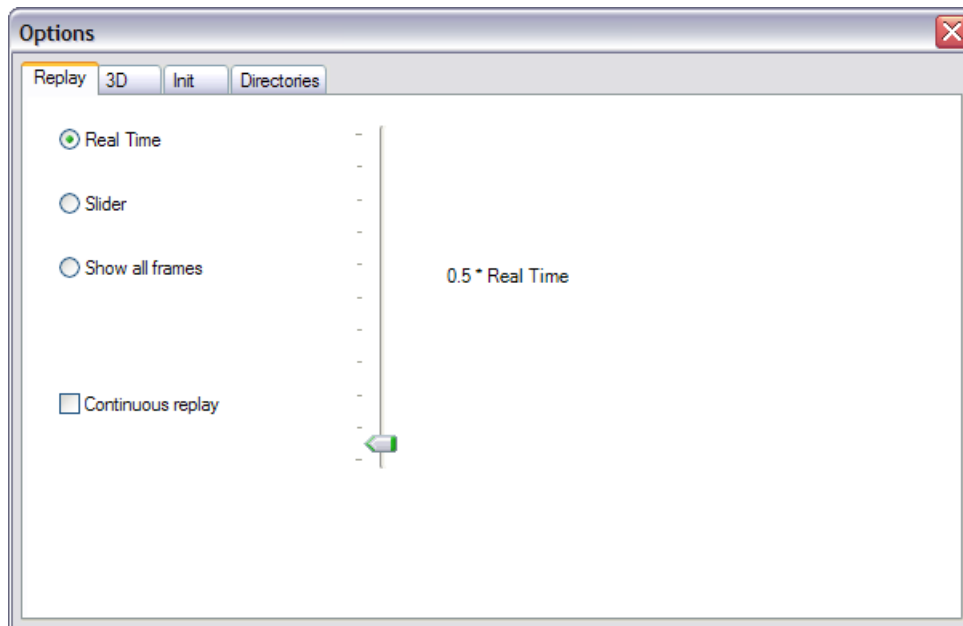 Options
Replay 3D Init Directories
Real Time
Slider
Show all frames
0.5 * Real Time
Continuous replay